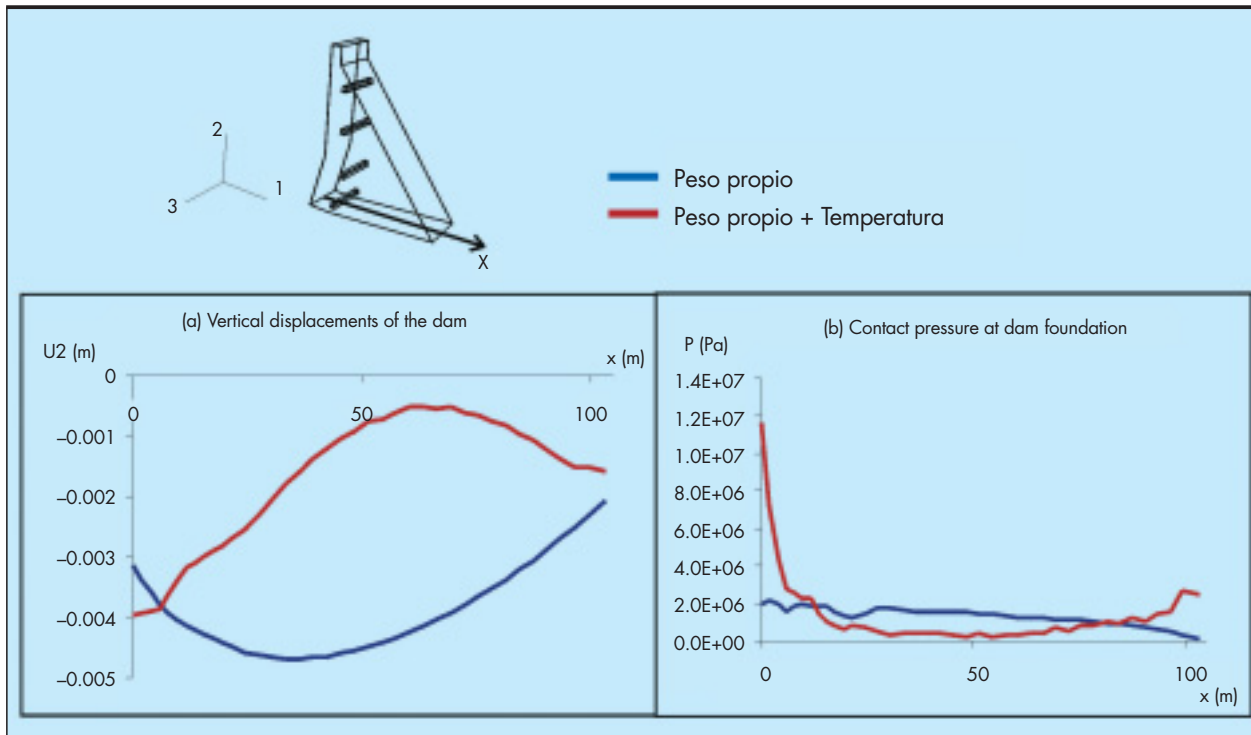 2
3
1
X
Peso propio
Peso propio + Temperatura
(a) Vertical displacements of the dam
U2 (m)
x (m)
0
0
50
100
–0.001
–0.002
–0.003
–0.004
–0.005
(b) Contact pressure at dam foundation
P (Pa)
1.4E+07
1.2E+07
1.0E+07
8.0E+06
6.0E+06
4.0E+06
2.0E+06
0.0E+00
0
50
100
x (m)